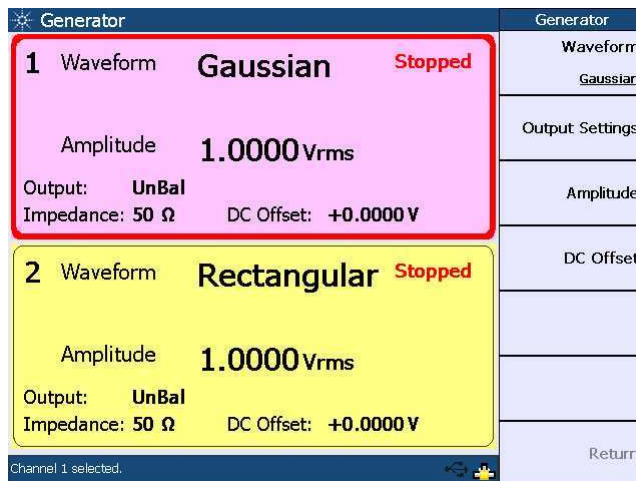 Generator
1 Waveform Gaussian Stopped
Amplitude 1.0000 Vrms
Output: UnBal
Impedance: 50 Ω DC Offset: +0.0000 V
2 Waveform Rectangular Stopped
Amplitude 1.0000 Vrms
Output: UnBal
Impedance: 50 Ω DC Offset: +0.0000 V
Channel 1 selected.
Generator
Waveform
Gaussian
Output Settings
Amplitude
DC Offset
Return